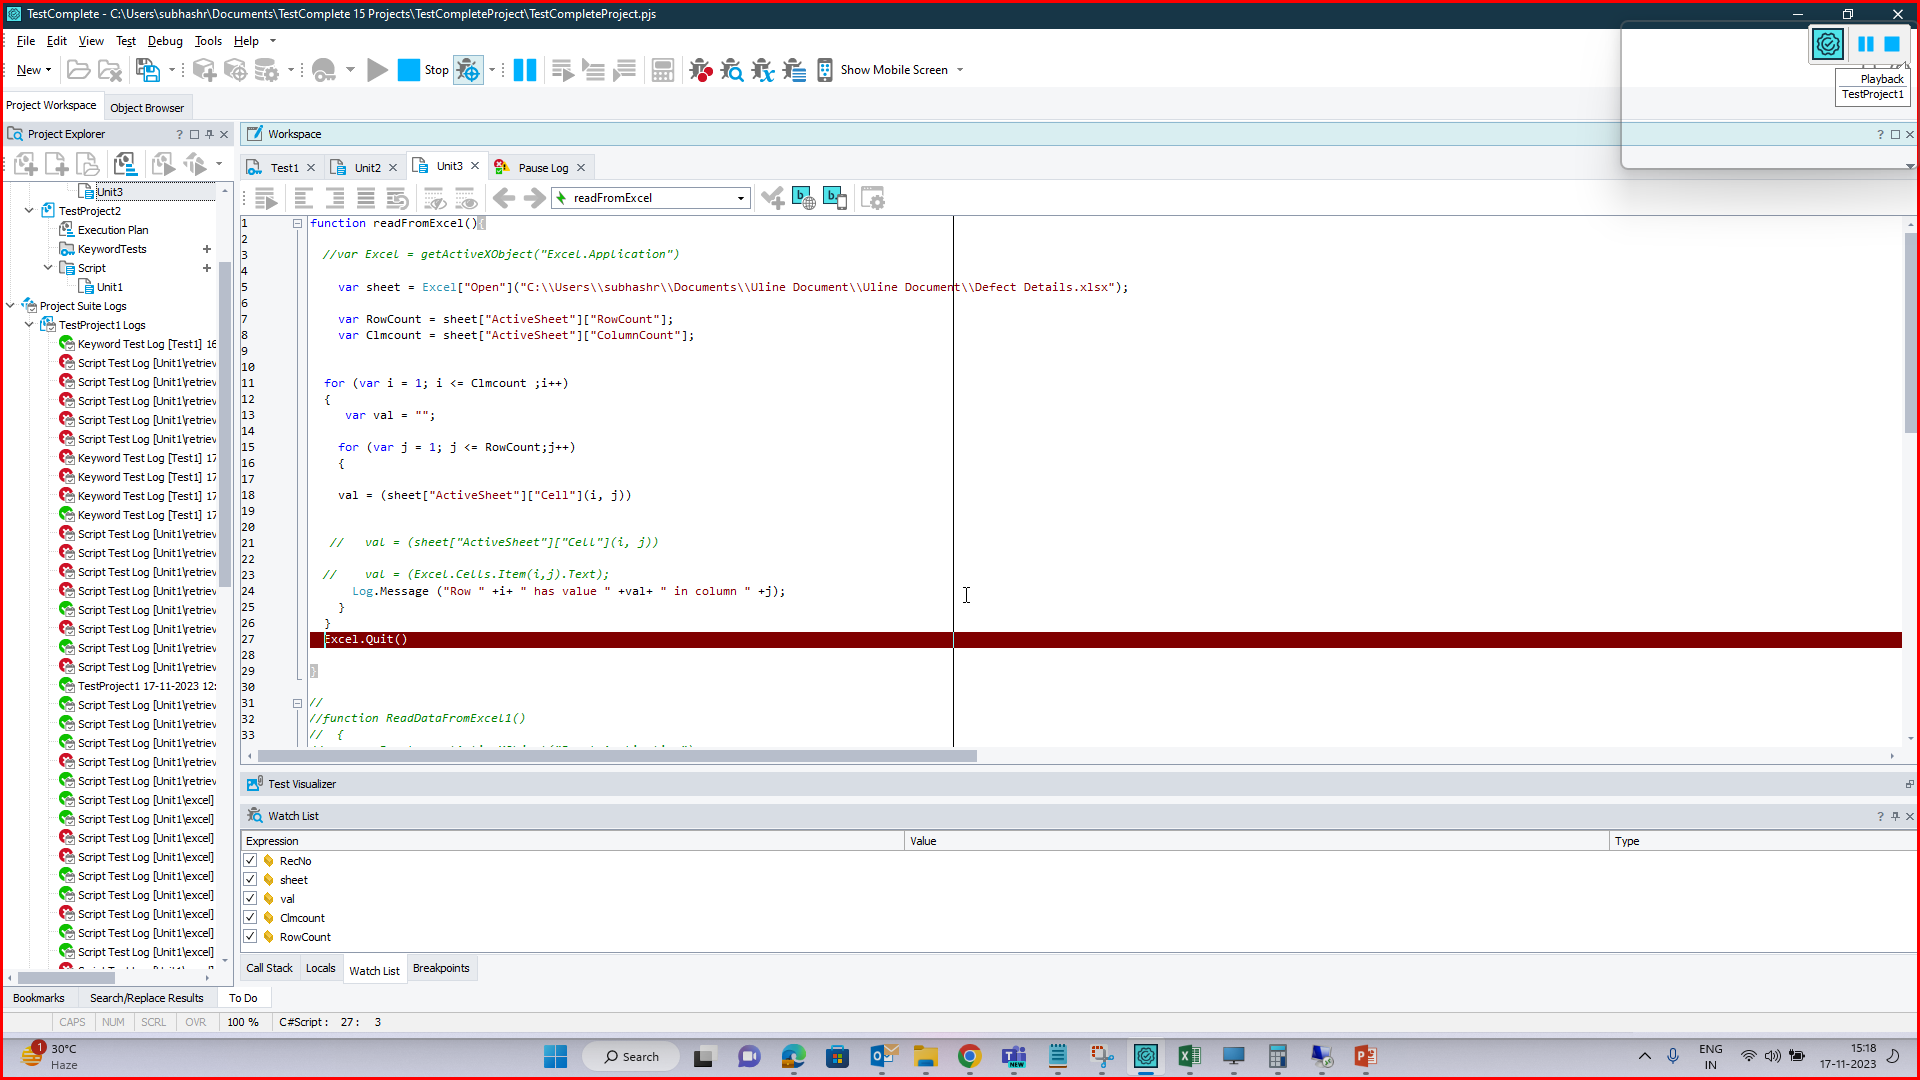 TestComplete - C:\Users\subhashr\Documents\TestComplete 15 Projects\TestCompleteProject\TestCompleteProject.pjs
File Edit View Test Debug Tools Help
New Stop Show Mobile Screen
Playback
TestProject1
Project Workspace Object Browser
Project Explorer
Workspace
Test1 Unit2 Unit3 Pause Log
readFromExcel
Unit3
TestProject2
Execution Plan
KeywordTests
Script
Unit1
Project Suite Logs
TestProject1 Logs
Keyword Test Log [Test1] 16
Script Test Log [Unit1\retriev
Script Test Log [Unit1\retriev
Script Test Log [Unit1\retriev
Script Test Log [Unit1\retriev
Script Test Log [Unit1\retriev
Keyword Test Log [Test1] 17
Keyword Test Log [Test1] 17
Keyword Test Log [Test1] 17
Keyword Test Log [Test1] 17
Script Test Log [Unit1\retriev
Script Test Log [Unit1\retriev
Script Test Log [Unit1\retriev
Script Test Log [Unit1\retriev
Script Test Log [Unit1\retriev
Script Test Log [Unit1\retriev
Script Test Log [Unit1\retriev
Script Test Log [Unit1\retriev
TestProject1 17-11-2023 12:
Script Test Log [Unit1\retriev
Script Test Log [Unit1\retriev
Script Test Log [Unit1\retriev
Script Test Log [Unit1\retriev
Script Test Log [Unit1\retriev
Script Test Log [Unit1\excel]
Script Test Log [Unit1\excel]
Script Test Log [Unit1\excel]
Script Test Log [Unit1\excel]
Script Test Log [Unit1\excel]
Script Test Log [Unit1\excel]
Script Test Log [Unit1\excel]
Script Test Log [Unit1\excel]
Script Test Log [Unit1\excel]
1 function readFromExcel(){
2
3 //var Excel = getActiveXObject("Excel.Application")
4
5 var sheet = Excel["Open"]("C:\\Users\\subhashr\\Documents\\Uline Document\\Uline Document\\Defect Details.xlsx");
6
7 var RowCount = sheet["ActiveSheet"]["RowCount"];
8 var Clmcount = sheet["ActiveSheet"]["ColumnCount"];
9
10
11 for (var i = 1; i <= Clmcount ;i++)
12 {
13 var val = "";
14
15 for (var j = 1; j <= RowCount;j++)
16 {
17
18 val = (sheet["ActiveSheet"]["Cell"](i, j))
19
20
21 // val = (sheet["ActiveSheet"]["Cell"](i, j))
22
23 // val = (Excel.Cells.Item(i,j).Text);
24 Log.Message ("Row " +i+ " has value " +val+ " in column " +j);
25 }
26 }
27 Excel.Quit()
28
29 }
30
31 //
32 //function ReadDataFromExcel1()
33 // {
Test Visualizer
Watch List
Expression Value Type
RecNo
sheet
val
Clmcount
RowCount
Call Stack Locals Watch List Breakpoints
Bookmarks Search/Replace Results To Do
CAPS NUM SCRL OVR 100 % C#Script : 27 : 3
1 30°C
Haze
Search
NEW
ENG
IN
15:18
17-11-2023